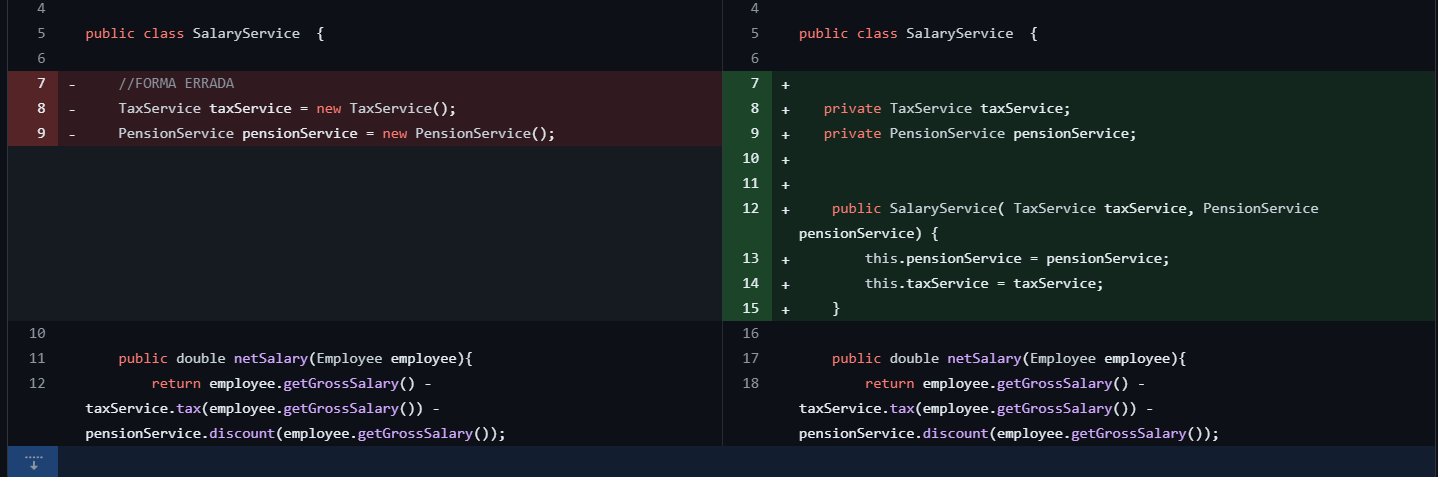 4
5 public class SalaryService  {
6
7 - //FORMA ERRADA
8 - TaxService taxService = new TaxService();
9 - PensionService pensionService = new PensionService();
10
11 public double netSalary(Employee employee){
12 return employee.getGrossSalary() -
taxService.tax(employee.getGrossSalary()) -
pensionService.discount(employee.getGrossSalary());
4
5 public class SalaryService  {
6
7 +
8 + private TaxService taxService;
9 + private PensionService pensionService;
10 +
11 +
12 + public SalaryService( TaxService taxService, PensionService
pensionService) {
13 + this.pensionService = pensionService;
14 + this.taxService = taxService;
15 + }
16
17 public double netSalary(Employee employee){
18 return employee.getGrossSalary() -
taxService.tax(employee.getGrossSalary()) -
pensionService.discount(employee.getGrossSalary());